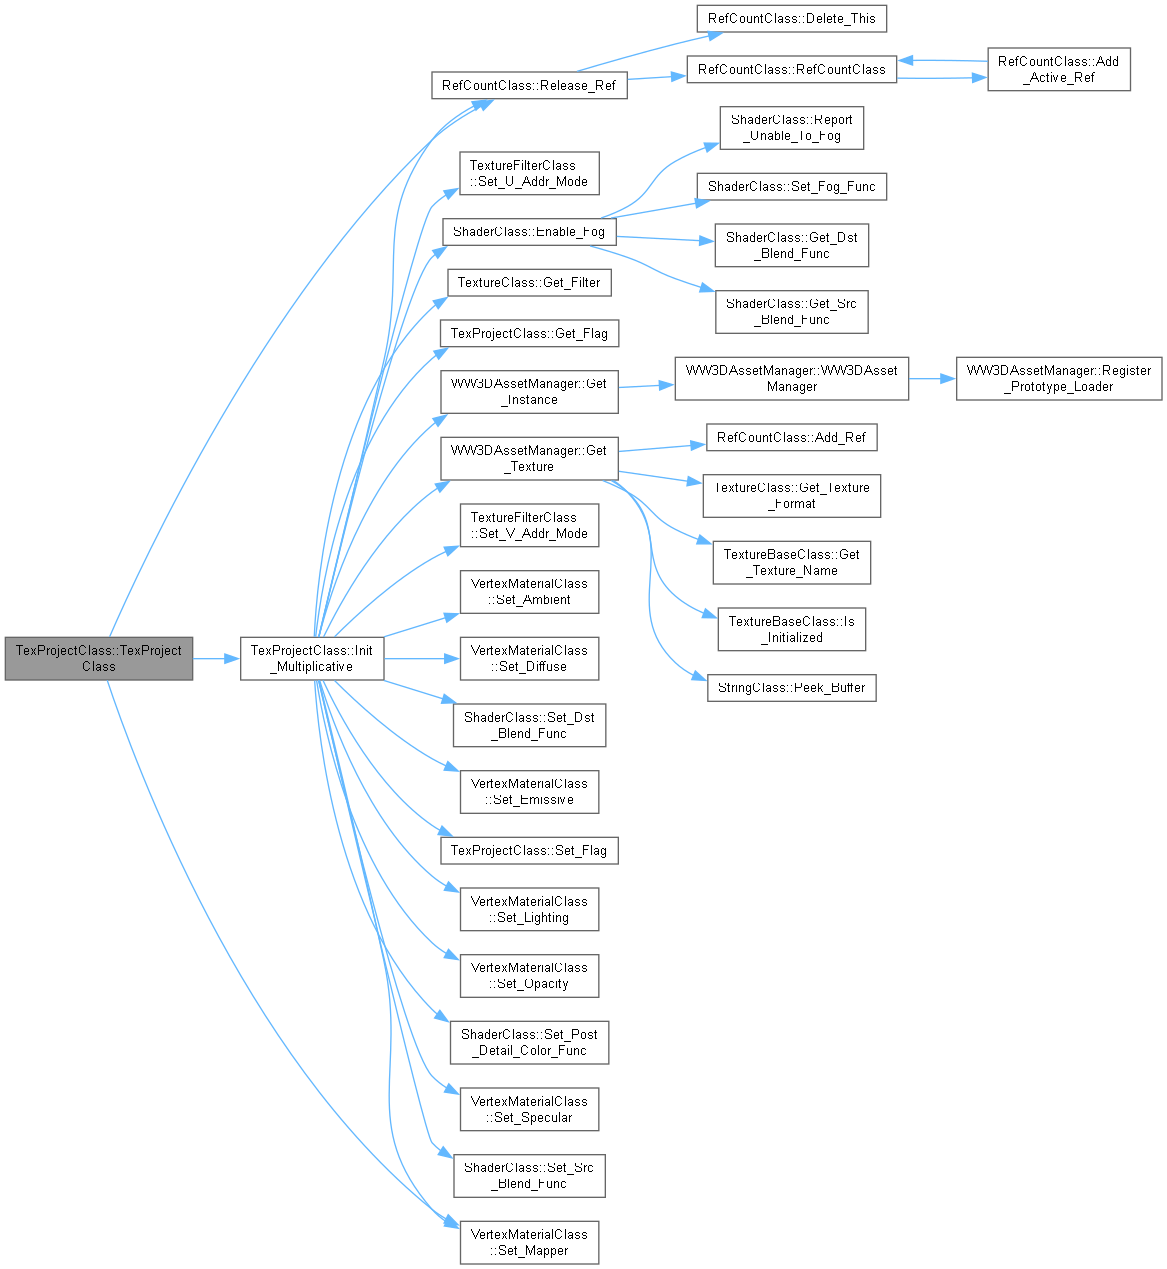 RefCountClass::Delete_This
RefCountClass::Release_Ref
RefCountClass::RefCountClass
RefCountClass::Add
_Active_Ref
ShaderClass::Report
_Unable_To_Fog
TextureFilterClass
::Set_U_Addr_Mode
ShaderClass::Set_Fog_Func
ShaderClass::Enable_Fog
ShaderClass::Get_Dst
_Blend_Func
TextureClass::Get_Filter
ShaderClass::Get_Src
_Blend_Func
TexProjectClass::Get_Flag
WW3DAssetManager::Get
_Instance
WW3DAssetManager::WW3DAsset
Manager
WW3DAssetManager::Register
_Prototype_Loader
WW3DAssetManager::Get
_Texture
RefCountClass::Add_Ref
TextureClass::Get_Texture
_Format
TextureFilterClass
::Set_V_Addr_Mode
TextureBaseClass::Get
_Texture_Name
VertexMaterialClass
::Set_Ambient
TextureBaseClass::Is
_Initialized
TexProjectClass::TexProject
Class
TexProjectClass::Init
_Multiplicative
VertexMaterialClass
::Set_Diffuse
StringClass::Peek_Buffer
ShaderClass::Set_Dst
_Blend_Func
VertexMaterialClass
::Set_Emissive
TexProjectClass::Set_Flag
VertexMaterialClass
::Set_Lighting
VertexMaterialClass
::Set_Opacity
ShaderClass::Set_Post
_Detail_Color_Func
VertexMaterialClass
::Set_Specular
ShaderClass::Set_Src
_Blend_Func
VertexMaterialClass
::Set_Mapper